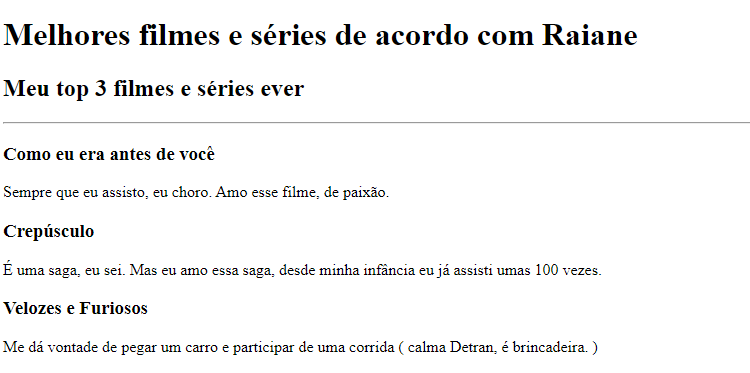 Melhores filmes e séries de acordo com Raiane
Meu top 3 filmes e séries ever
Como eu era antes de você
Sempre que eu assisto, eu choro. Amo esse filme, de paixão.
Crepúsculo
É uma saga, eu sei. Mas eu amo essa saga, desde minha infância eu já assisti umas 100 vezes.
Velozes e Furiosos
Me dá vontade de pegar um carro e participar de uma corrida ( calma Detran, é brincadeira. )